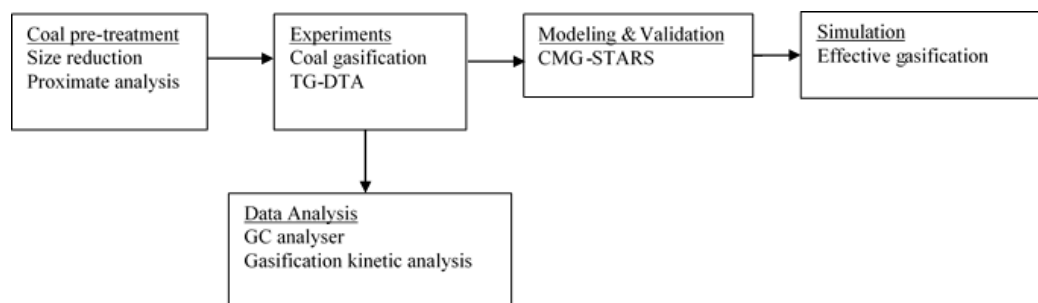 Coal pre-treatment
Size reduction
Proximate analysis
Experiments
Coal gasification
TG-DTA
Modeling & Validation
CMG-STARS
Simulation
Effective gasification
Data Analysis
GC analyser
Gasification kinetic analysis